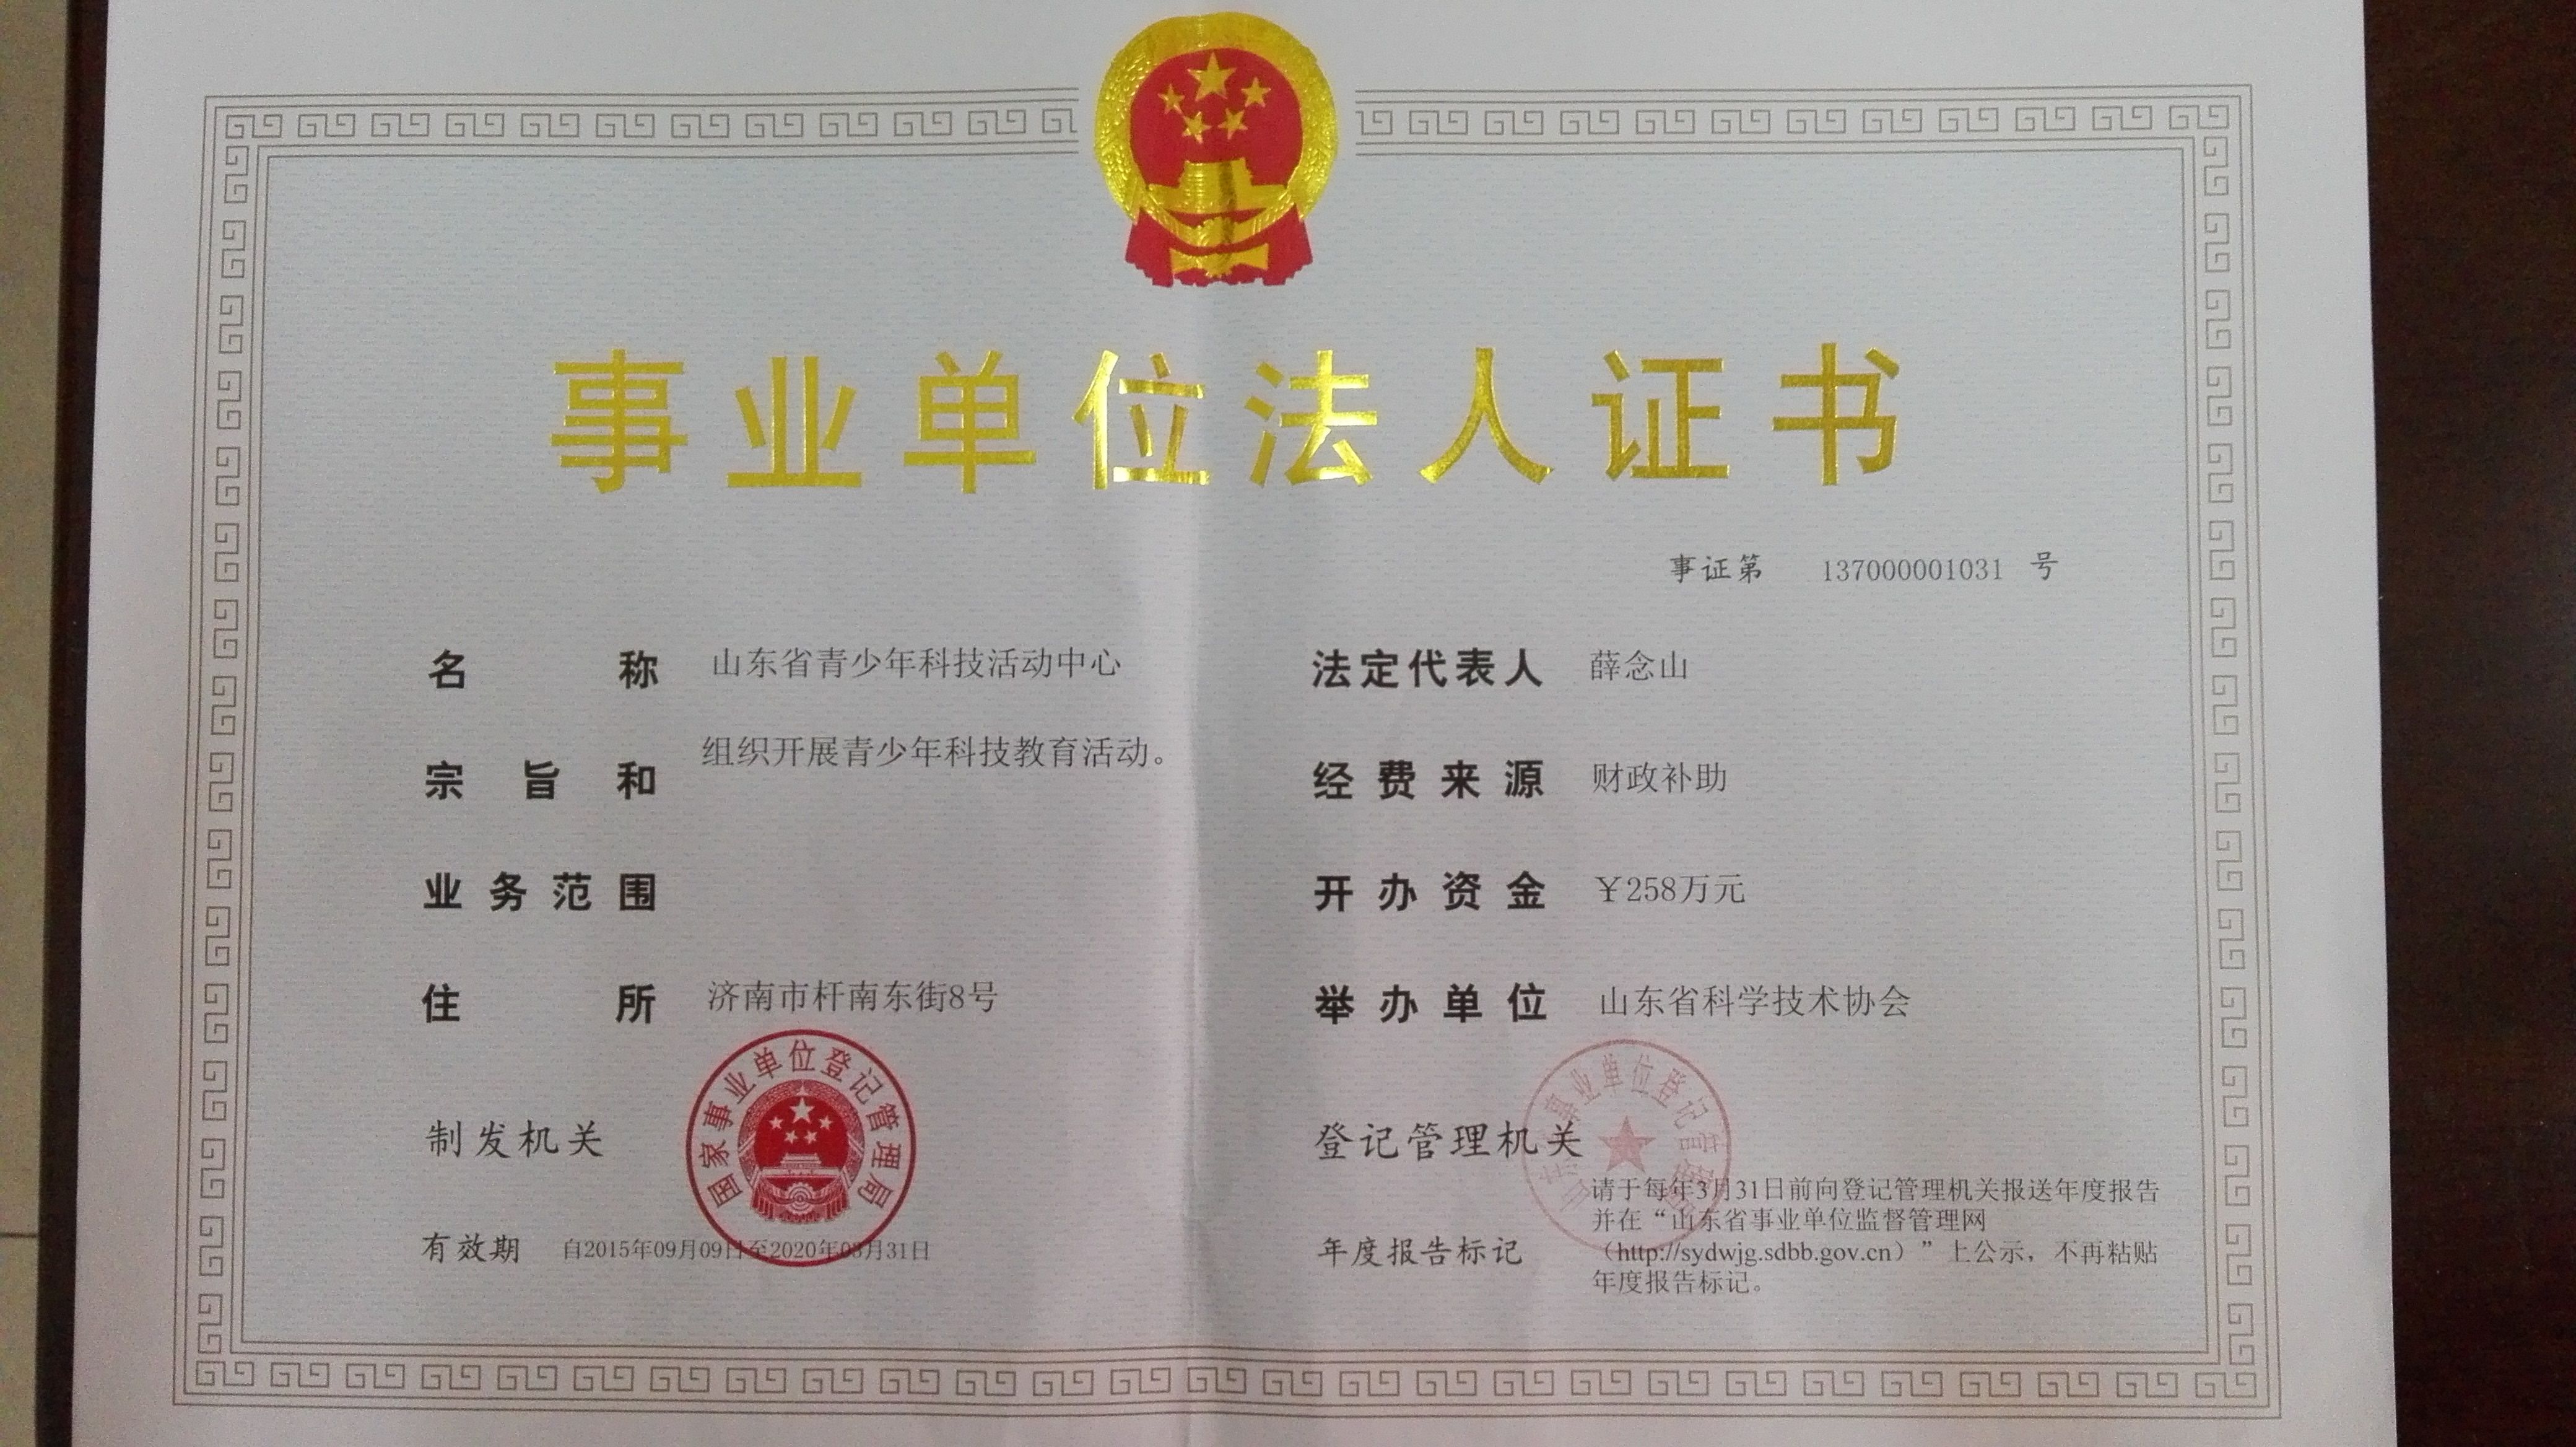 事业单位法人证书
事证第 137000001031 号
名称 山东省青少年科技活动中心
宗旨和 组织开展青少年科技教育活动。
业务范围
住所 济南市杆南东街8号
制发机关
国家事业单位登记管理局
有效期 自2015年09月09日至2020年03月31日
法定代表人 薛念山
经费来源 财政补助
开办资金 ￥258万元
举办单位 山东省科学技术协会
登记管理机关
事业单位登记管
年度报告标记
请于每年3月31日前向登记管理机关报送年度报告
并在“山东省事业单位监督管理网
（http://sydwjg.sdbb.gov.cn）”上公示，不再粘贴
年度报告标记。